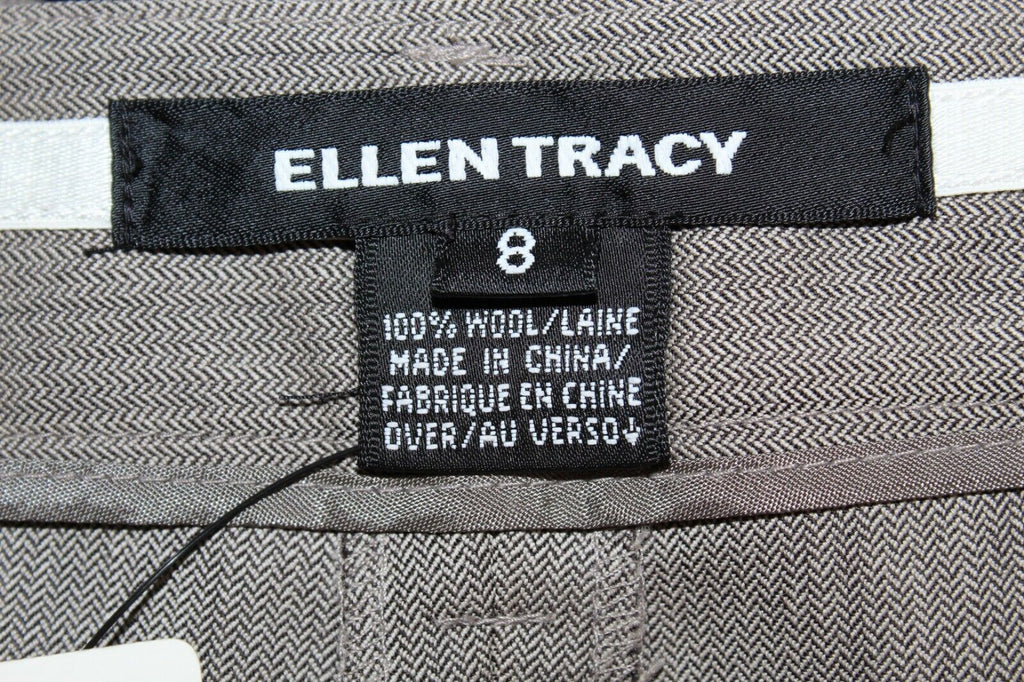 ELLEN TRACY
8
100% WOOL/LAINE
MADE IN CHINA/
FABRIQUE EN CHINE
OVER/AU VERSO↓